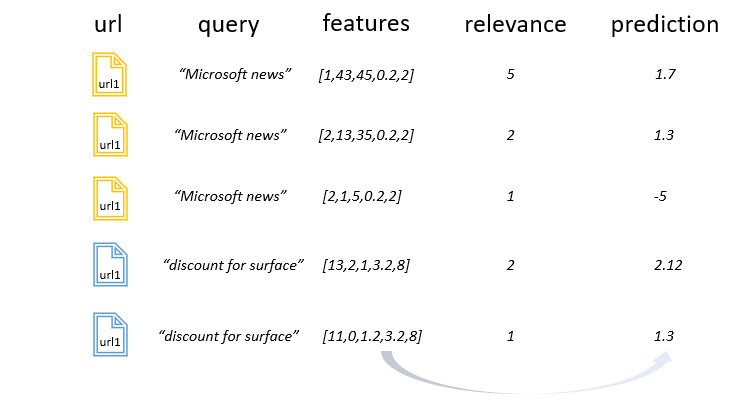 url query features relevance prediction
url1 “Microsoft news” [1,43,45,0.2,2] 5 1.7
url1 “Microsoft news” [2,13,35,0.2,2] 2 1.3
url1 “Microsoft news” [2,1,5,0.2,2] 1 -5
url1 “discount for surface” [13,2,1,3.2,8] 2 2.12
url1 “discount for surface” [11,0,1.2,3.2,8] 1 1.3